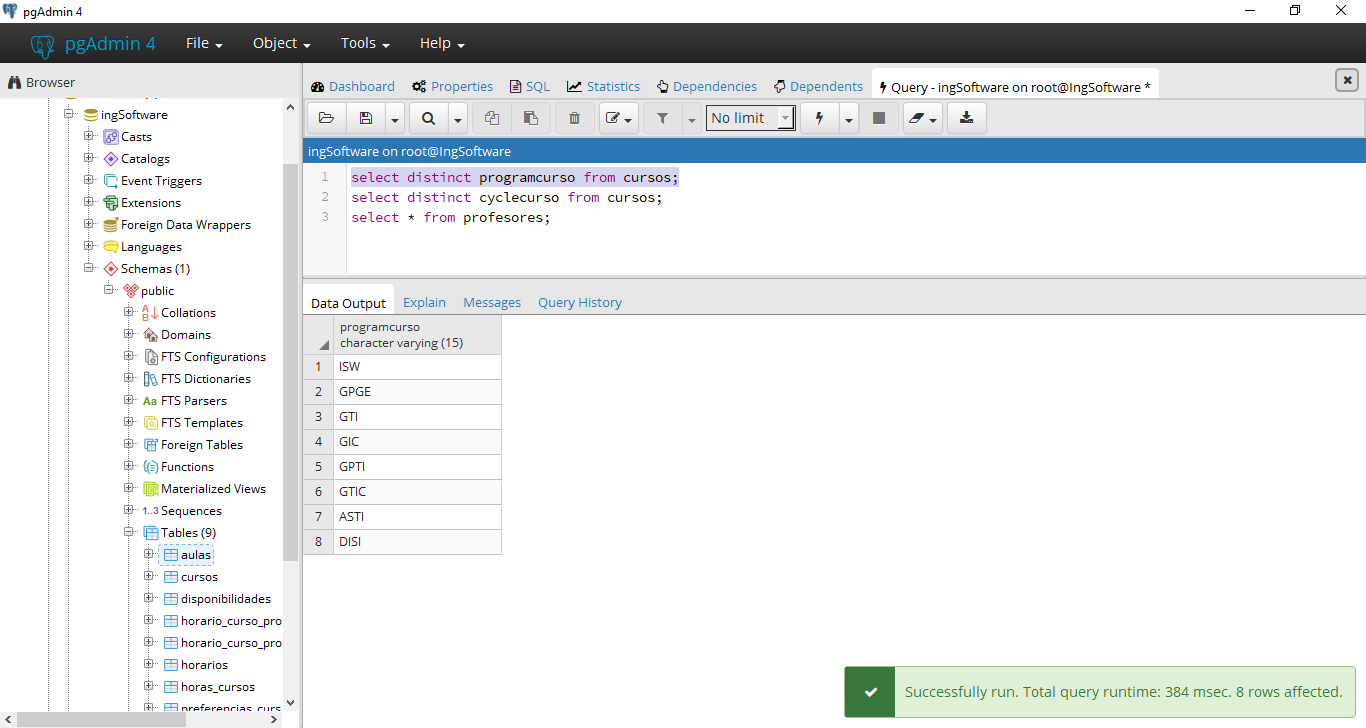 pgAdmin 4
pgAdmin 4 File Object Tools Help
Browser
Dashboard Properties SQL Statistics Dependencies Dependents Query - ingSoftware on root@IngSoftware *
No limit
ingSoftware on root@IngSoftware
1 select distinct programcurso from cursos;
2 select distinct cyclecurso from cursos;
3 select * from profesores;
ingSoftware
Casts
Catalogs
Event Triggers
Extensions
Foreign Data Wrappers
Languages
Schemas (1)
public
Collations
Domains
FTS Configurations
FTS Dictionaries
Aa FTS Parsers
FTS Templates
Foreign Tables
Functions
Materialized Views
1..3 Sequences
Tables (9)
aulas
cursos
disponibilidades
horario_curso_pro
horario_curso_pro
horarios
horas_cursos
preferencias_curs
Data Output Explain Messages Query History
programcurso
character varying (15)
1 ISW
2 GPGE
3 GTI
4 GIC
5 GPTI
6 GTIC
7 ASTI
8 DISI
Successfully run. Total query runtime: 384 msec. 8 rows affected.